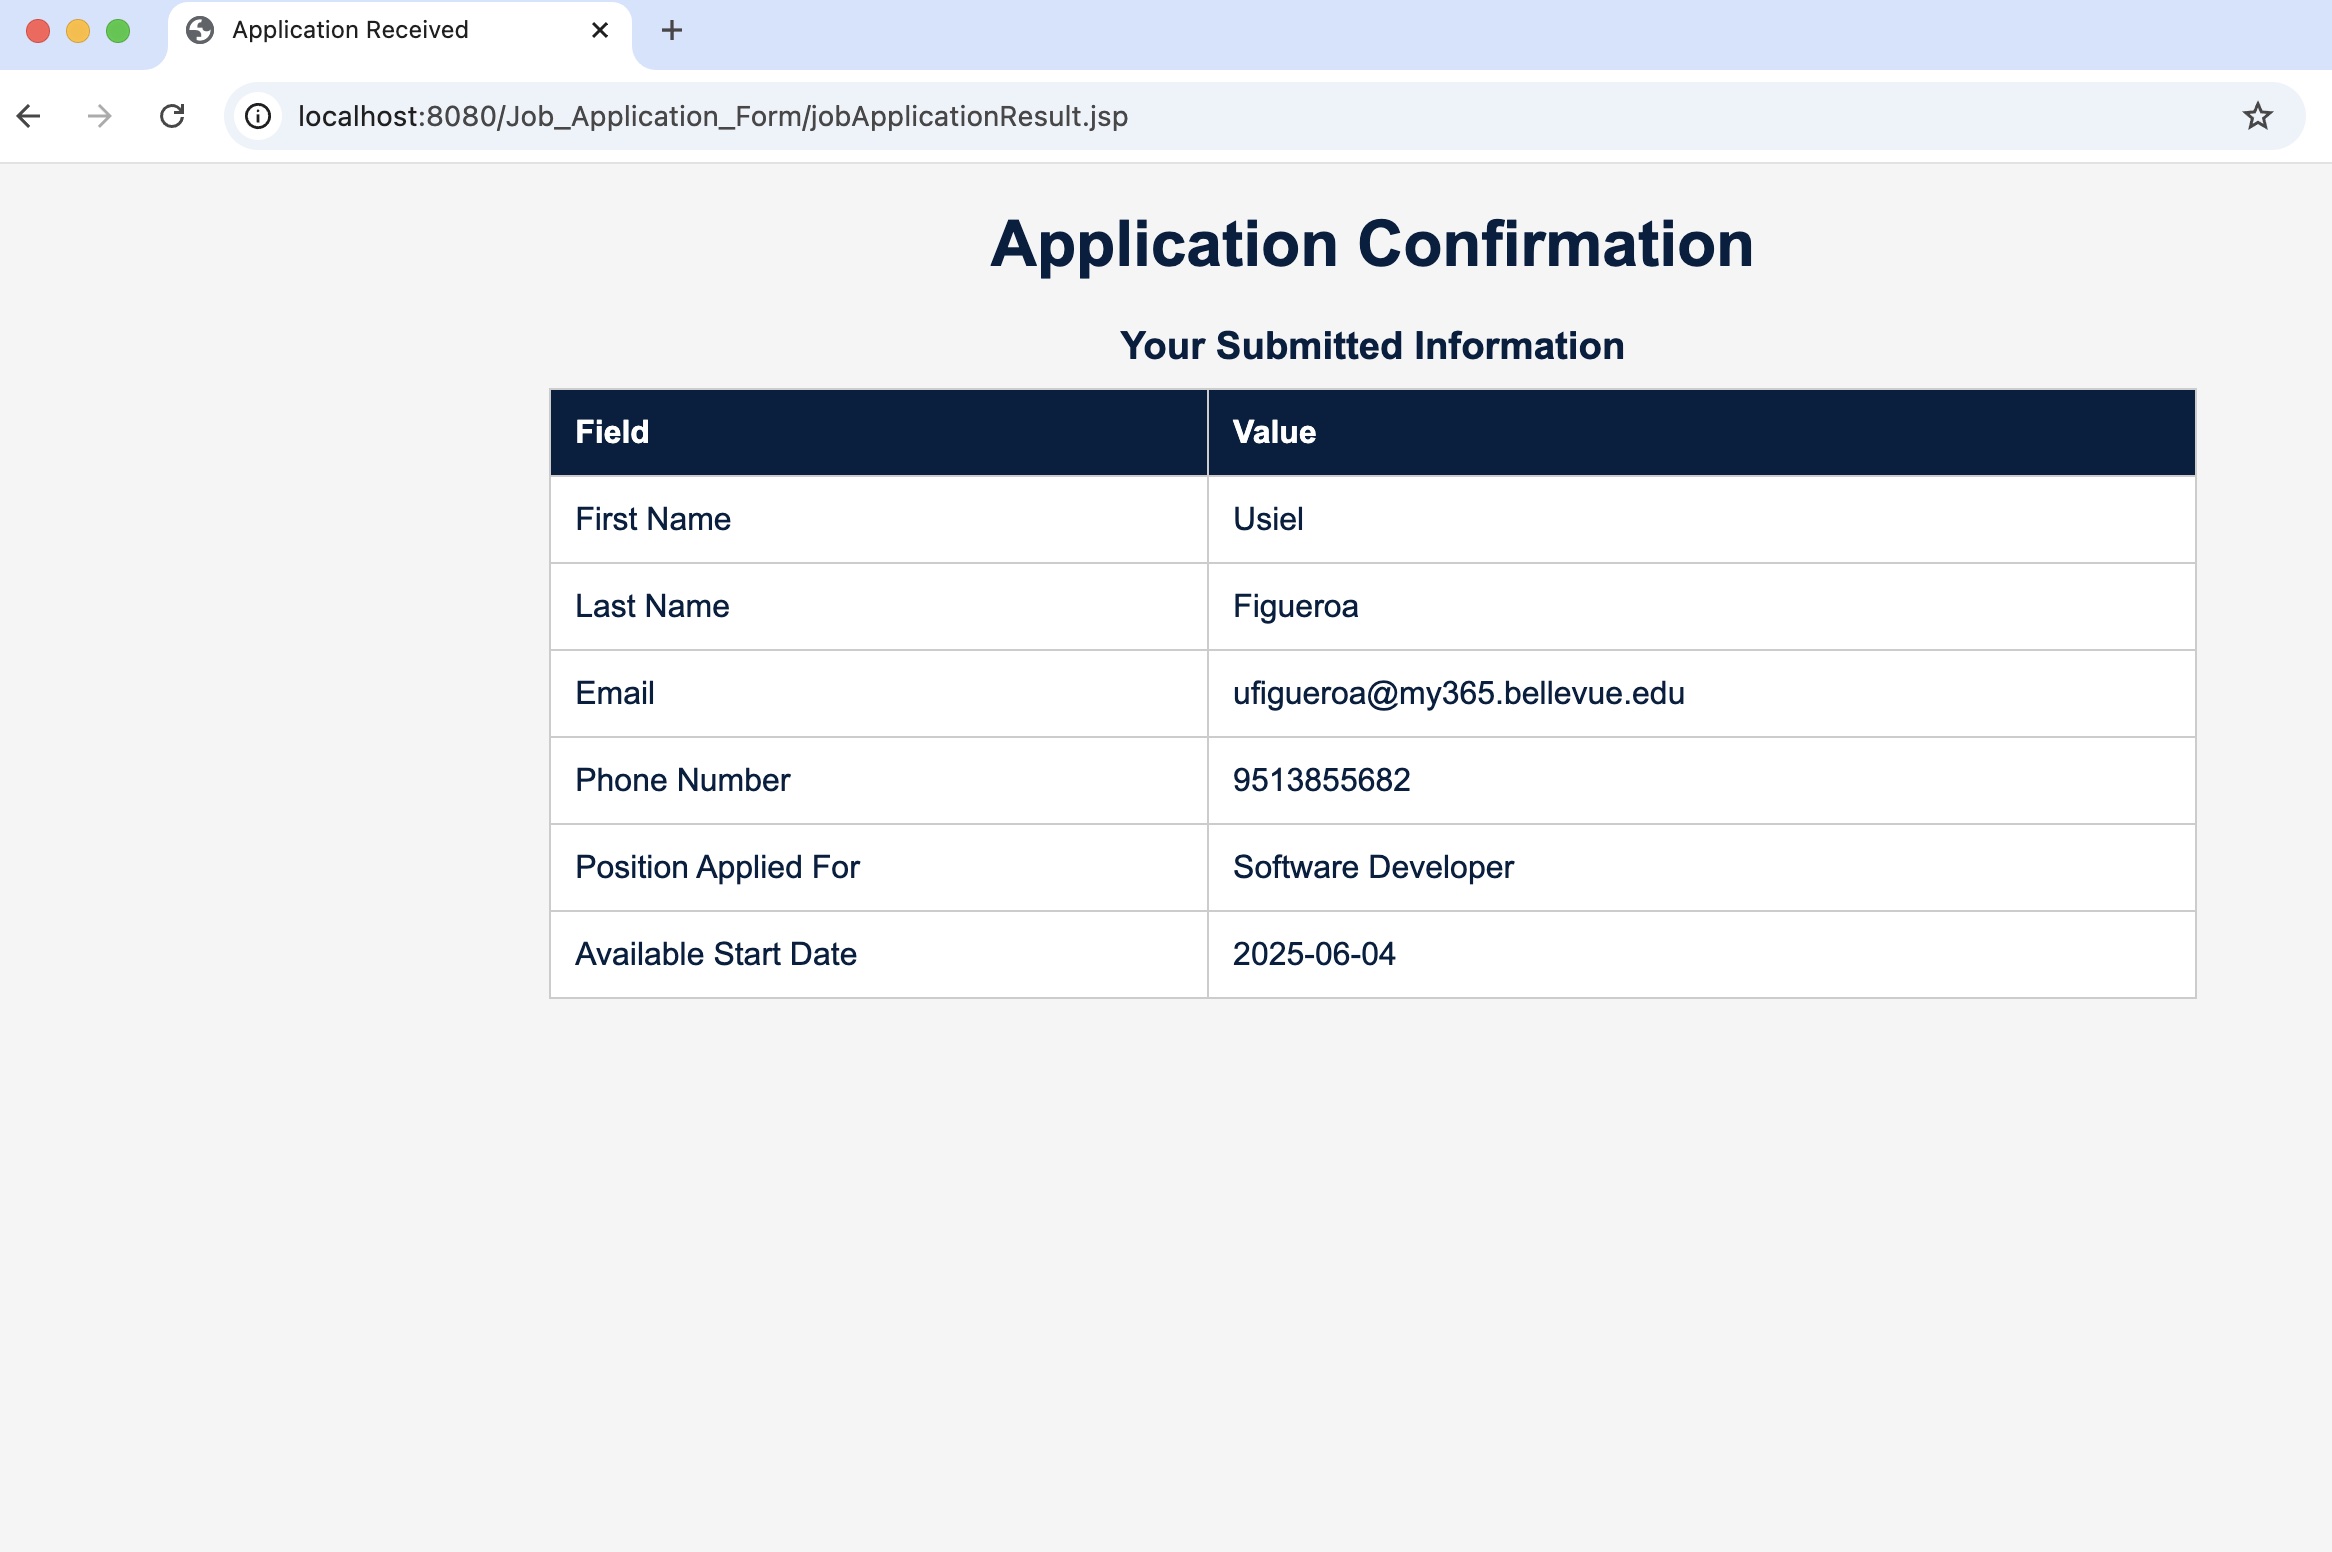 Application Received
localhost:8080/Job_Application_Form/jobApplicationResult.jsp
Application Confirmation
Your Submitted Information
Field Value
First Name Usiel
Last Name Figueroa
Email ufigueroa@my365.bellevue.edu
Phone Number 9513855682
Position Applied For Software Developer
Available Start Date 2025-06-04